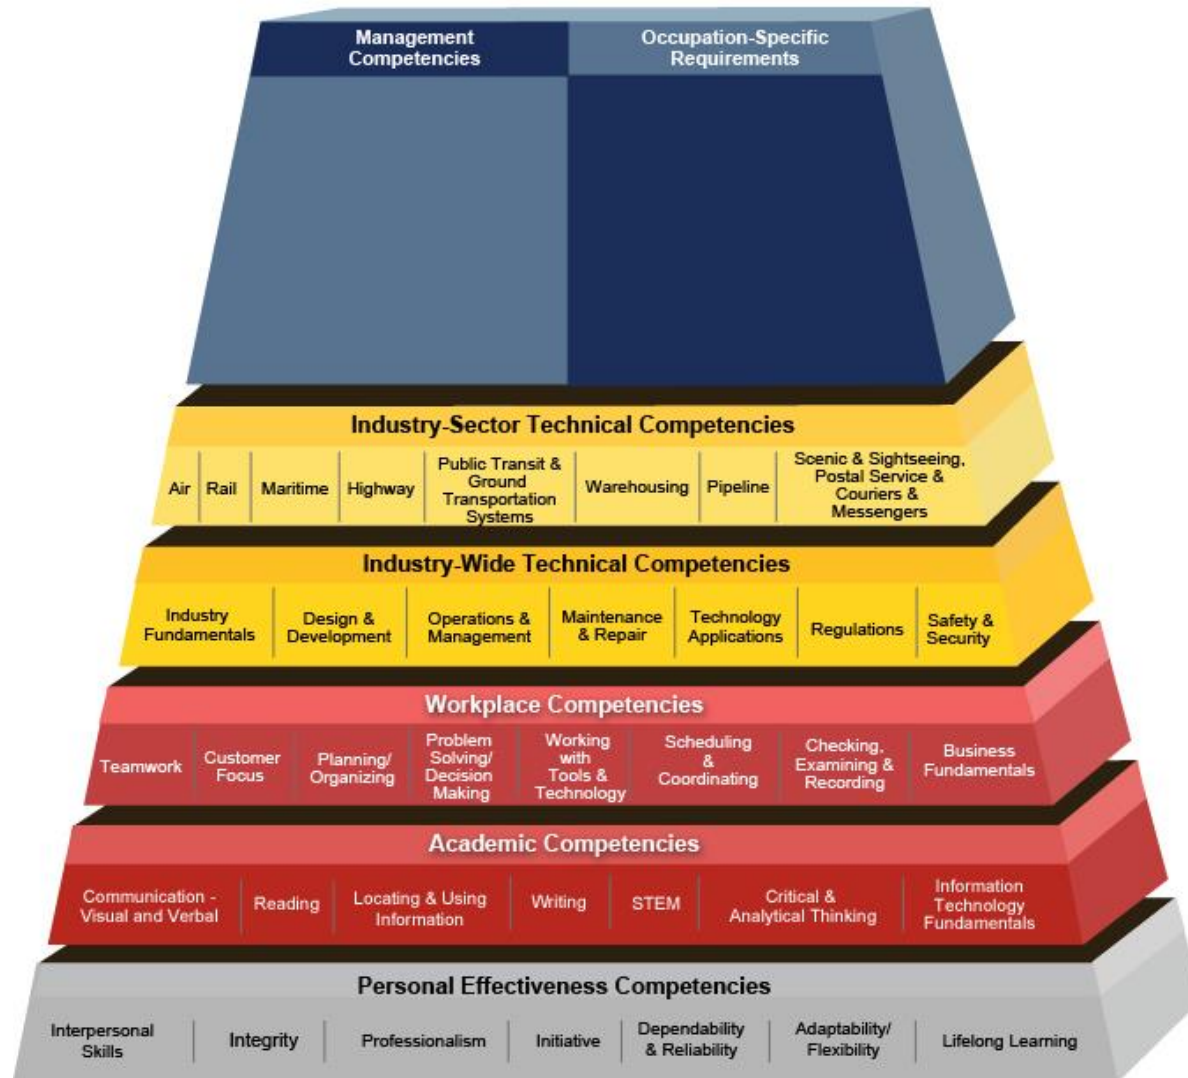 Management
Competencies
Occupation-Specific
Requirements
Industry-Sector Technical Competencies
Air
Rail
Maritime
Highway
Public Transit &
Ground
Transportation
Systems
Warehousing
Pipeline
Scenic & Sightseeing,
Postal Service &
Couriers &
Messengers
Industry-Wide Technical Competencies
Industry
Fundamentals
Design &
Development
Operations &
Management
Maintenance
& Repair
Technology
Applications
Regulations
Safety &
Security
Workplace Competencies
Teamwork
Customer
Focus
Planning/
Organizing
Problem
Solving/
Decision
Making
Working
with
Tools &
Technology
Scheduling
&
Coordinating
Checking,
Examining &
Recording
Business
Fundamentals
Academic Competencies
Communication -
Visual and Verbal
Reading
Locating & Using
Information
Writing
STEM
Critical &
Analytical Thinking
Information
Technology
Fundamentals
Personal Effectiveness Competencies
Interpersonal
Skills
Integrity
Professionalism
Initiative
Dependability
& Reliability
Adaptability/
Flexibility
Lifelong Learning